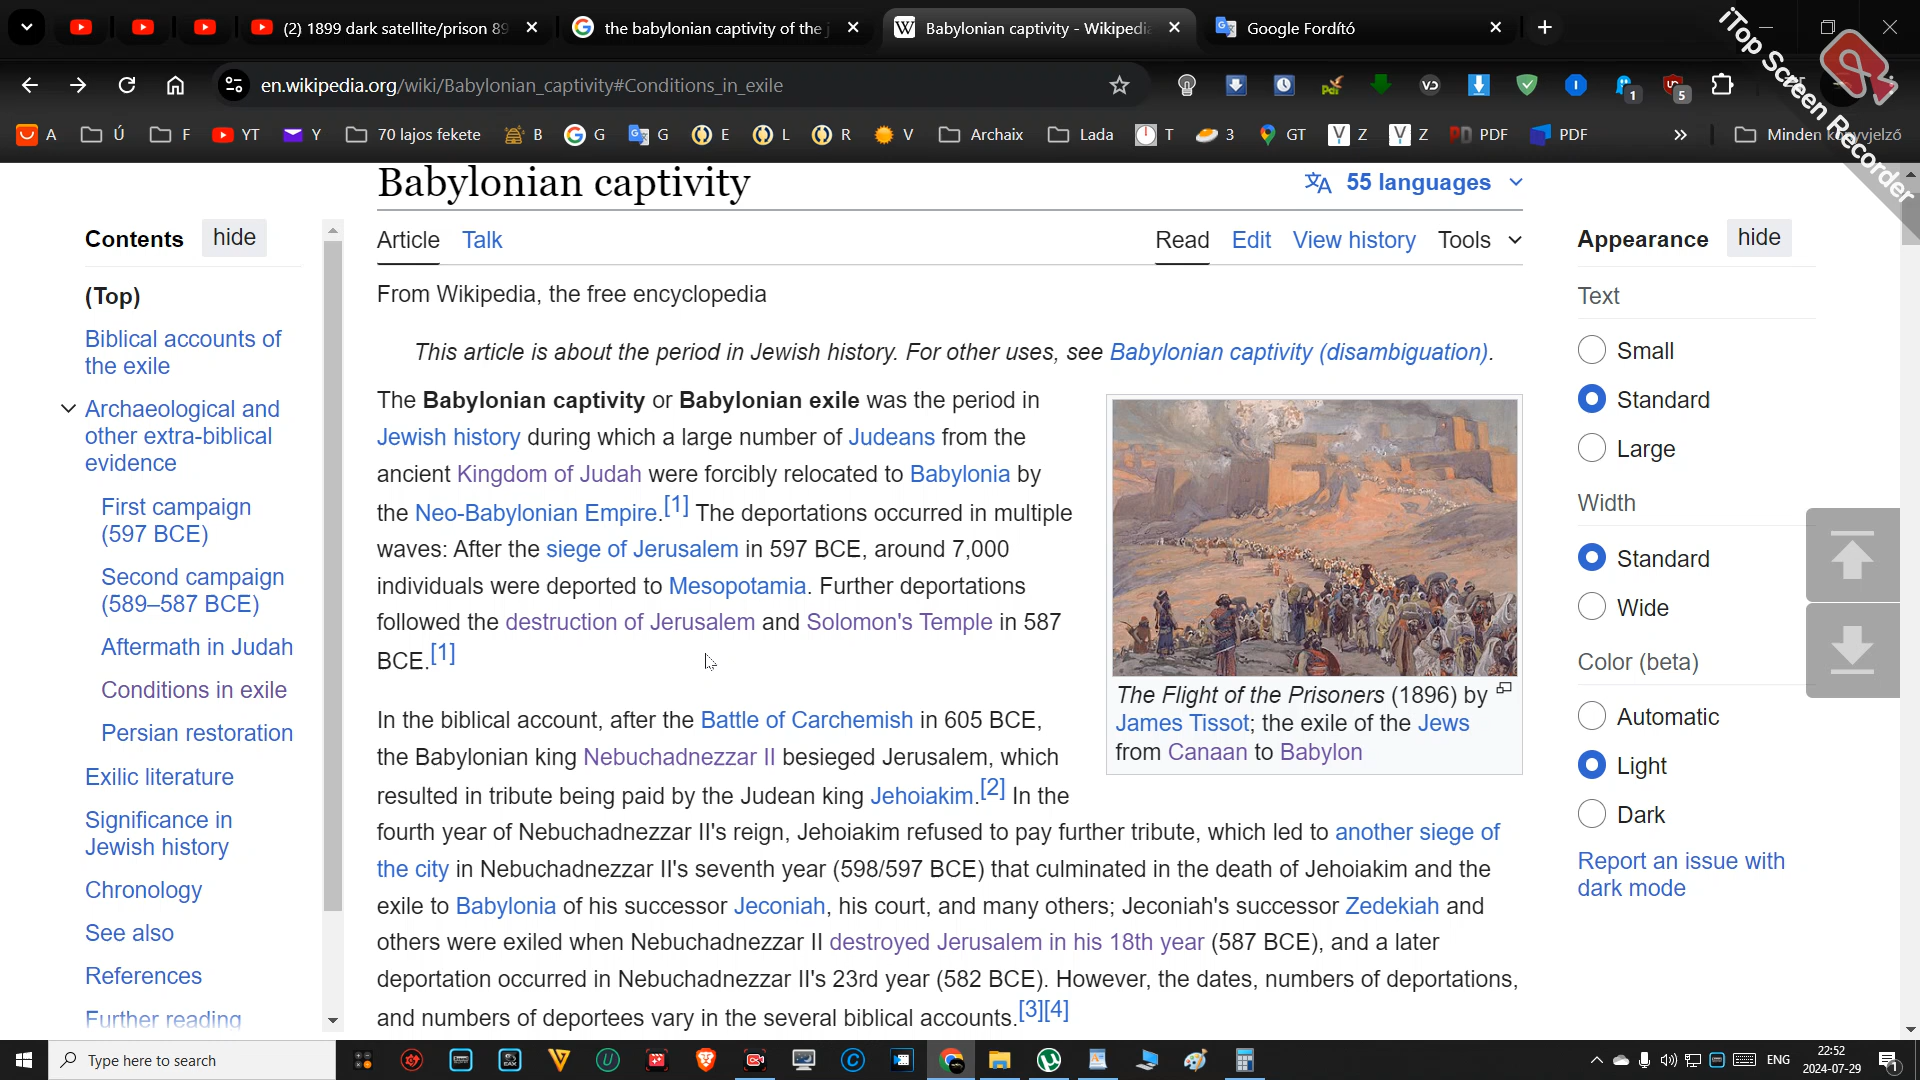 (2) 1899 dark satellite/prison 89
the babylonian captivity of the j
Babylonian captivity - Wikipedia
Google Fordító
iTop Screen Recorder
en.wikipedia.org/wiki/Babylonian_captivity#Conditions_in_exile
1
5
A
Ú
F
YT
Y
70 lajos fekete
B
G
G
E
L
R
V
Archaix
Lada
T
3
GT
Z
Z
PDF
PDF
»
Minden könyvjelző
Babylonian captivity
55 languages
Contents
hide
Article
Talk
Read
Edit
View history
Tools
Appearance
hide
(Top)
Biblical accounts of
the exile
Archaeological and
other extra-biblical
evidence
First campaign
(597 BCE)
Second campaign
(589–587 BCE)
Aftermath in Judah
Conditions in exile
Persian restoration
Exilic literature
Significance in
Jewish history
Chronology
See also
References
Further reading
From Wikipedia, the free encyclopedia
This article is about the period in Jewish history. For other uses, see Babylonian captivity (disambiguation).
The Babylonian captivity or Babylonian exile was the period in
Jewish history during which a large number of Judeans from the
ancient Kingdom of Judah were forcibly relocated to Babylonia by
the Neo-Babylonian Empire.[1] The deportations occurred in multiple
waves: After the siege of Jerusalem in 597 BCE, around 7,000
individuals were deported to Mesopotamia. Further deportations
followed the destruction of Jerusalem and Solomon's Temple in 587
BCE.[1]
The Flight of the Prisoners (1896) by
James Tissot; the exile of the Jews
from Canaan to Babylon
In the biblical account, after the Battle of Carchemish in 605 BCE,
the Babylonian king Nebuchadnezzar II besieged Jerusalem, which
resulted in tribute being paid by the Judean king Jehoiakim.[2] In the
fourth year of Nebuchadnezzar II's reign, Jehoiakim refused to pay further tribute, which led to another siege of
the city in Nebuchadnezzar II's seventh year (598/597 BCE) that culminated in the death of Jehoiakim and the
exile to Babylonia of his successor Jeconiah, his court, and many others; Jeconiah's successor Zedekiah and
others were exiled when Nebuchadnezzar II destroyed Jerusalem in his 18th year (587 BCE), and a later
deportation occurred in Nebuchadnezzar II's 23rd year (582 BCE). However, the dates, numbers of deportations,
and numbers of deportees vary in the several biblical accounts.[3][4]
Text
Small
Standard
Large
Width
Standard
Wide
Color (beta)
Automatic
Light
Dark
Report an issue with
dark mode
Type here to search
ENG
22:52
2024-07-29
1